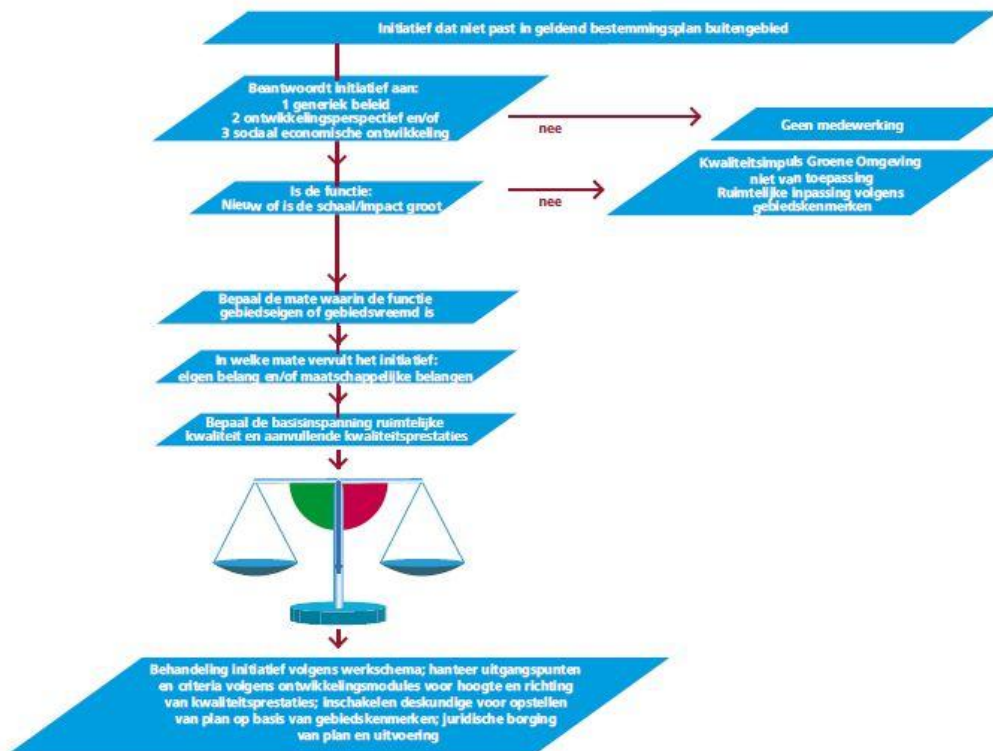 Initiatief dat niet past in geldend bestemmingsplan buitengebied
Beantwoordt initiatief aan:
1 generiek beleid
2 ontwikkelingsperspectief en/of
3 sociaal economische ontwikkeling
nee
Geen medewerking
Is de functie:
Nieuw of is de schaal/impact groot
nee
Kwaliteitsimpuls Groene Omgeving
niet van toepassing
Ruimtelijke inpassing volgens
gebiedskenmerken
Bepaal de mate waarin de functie
gebiedseigen of gebiedsvreemd is
In welke mate vervult het initiatief:
eigen belang en/of maatschappelijke belangen
Bepaal de basisinspanning ruimtelijke
kwaliteit en aanvullende kwaliteitsprestaties
Behandeling initiatief volgens werkschema; hanteer uitgangspunten
en criteria volgens ontwikkelingsmodules voor hoogte en richting
van kwaliteitsprestaties; inschakelen deskundige voor opstellen
van plan op basis van gebiedskenmerken; juridische borging
van plan en uitvoering